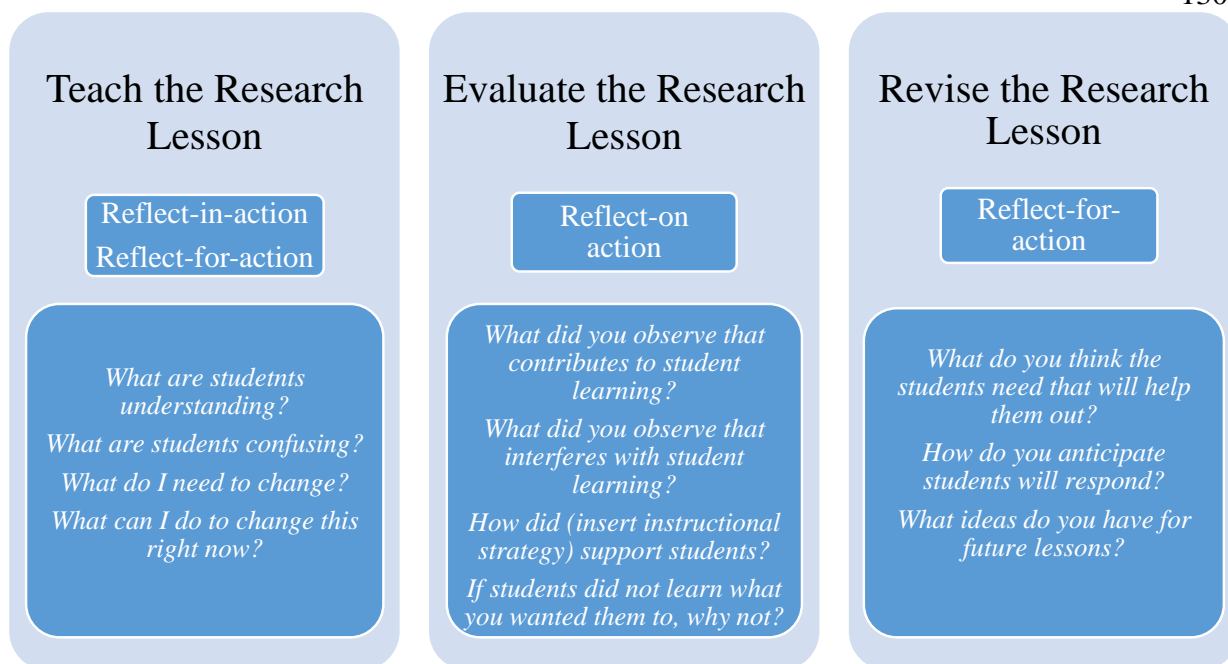 Teach the Research
Lesson
Reflect-in-action
Reflect-for-action
What are studetnts
understanding?
What are students confusing?
What do I need to change?
What can I do to change this
right now?
Evaluate the Research
Lesson
Reflect-on
action
What did you observe that
contributes to student
learning?
What did you observe that
interferes with student
learning?
How did (insert instructional
strategy) support students?
If students did not learn what
you wanted them to, why not?
Revise the Research
Lesson
Reflect-for-
action
What do you think the
students need that will help
them out?
How do you anticipate
students will respond?
What ideas do you have for
future lessons?